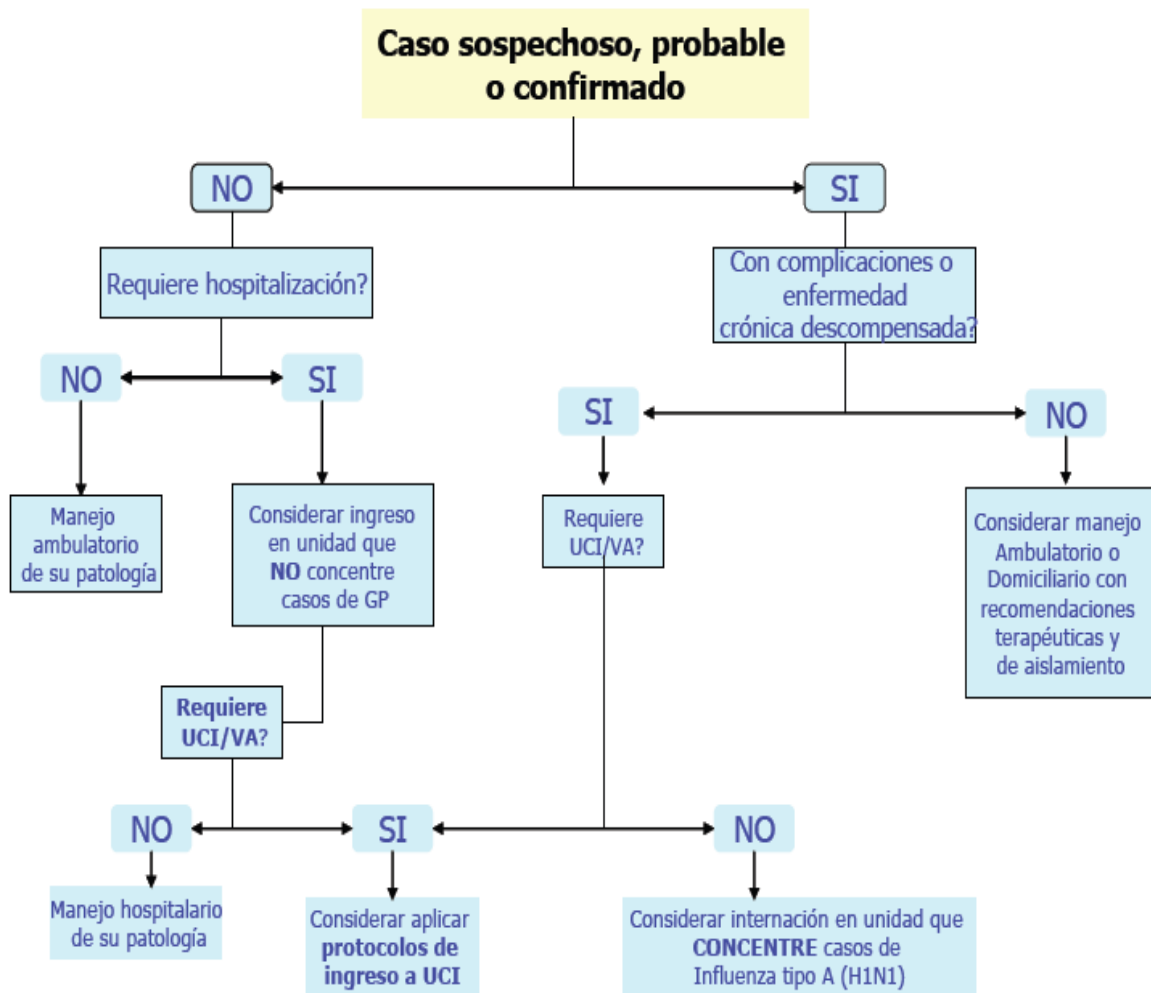 Caso sospechoso, probable
o confirmado
NO
SI
Requiere hospitalización?
Con complicaciones o
enfermedad
crónica descompensada?
NO
SI
SI
NO
Manejo
ambulatorio
de su patología
Considerar ingreso
en unidad que
NO concentre
casos de GP
Requiere
UCI/VA?
Considerar manejo
Ambulatorio o
Domiciliario con
recomendaciones
terapéuticas y
de aislamiento
Requiere
UCI/VA?
NO
SI
NO
Manejo hospitalario
de su patología
Considerar aplicar
protocolos de
ingreso a UCI
Considerar internación en unidad que
CONCENTRE casos de
Influenza tipo A (H1N1)